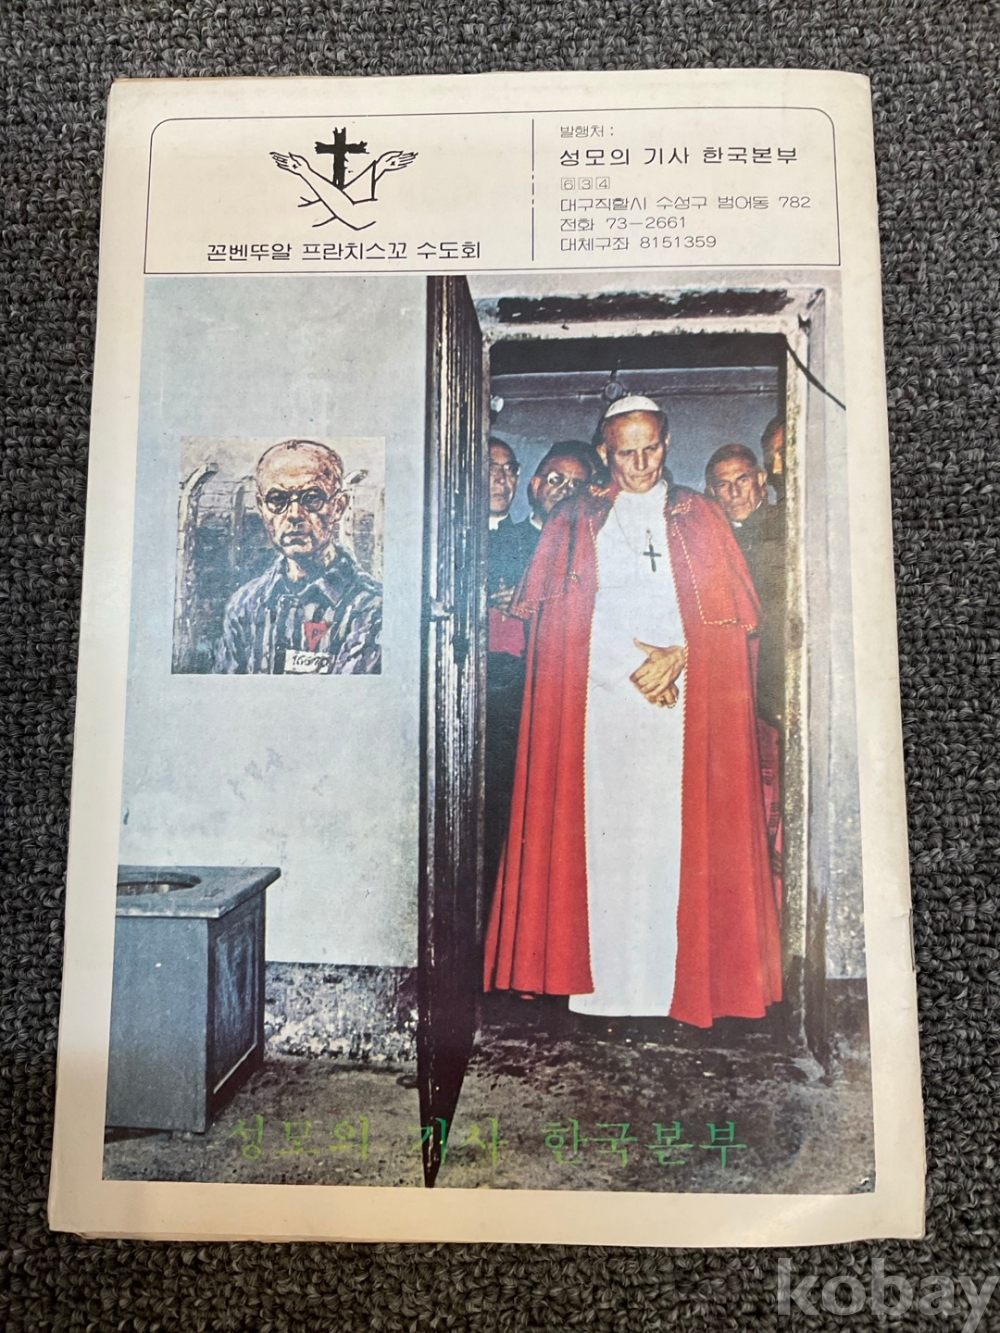 꼰벤뚜알 프란치스꼬 수도회
발행처 :
성모의 기사 한국본부
634
대구직할시 수성구 범어동 782
전화 73-2661
대체구좌 8151359
P
16670
성모의 기사 한국본부
kobay